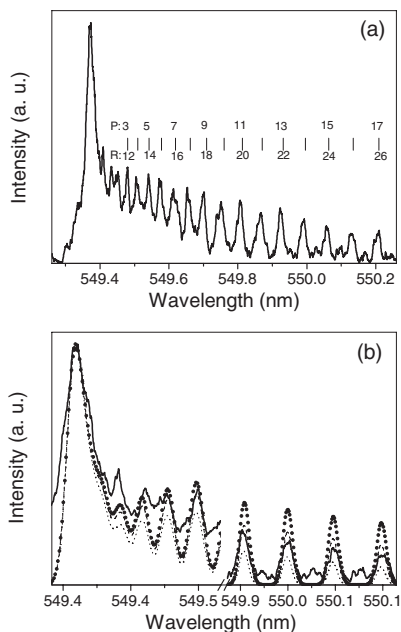 (a)
Intensity (a. u.)
P: 3 5 7 9 11 13 15 17
R: 12 14 16 18 20 22 24 26
549.4 549.6 549.8 550.0 550.2
Wavelength (nm)
(b)
Intensity (a. u.)
549.4 549.4 549.5 549.9 550.0 550.1 550.1
Wavelength (nm)